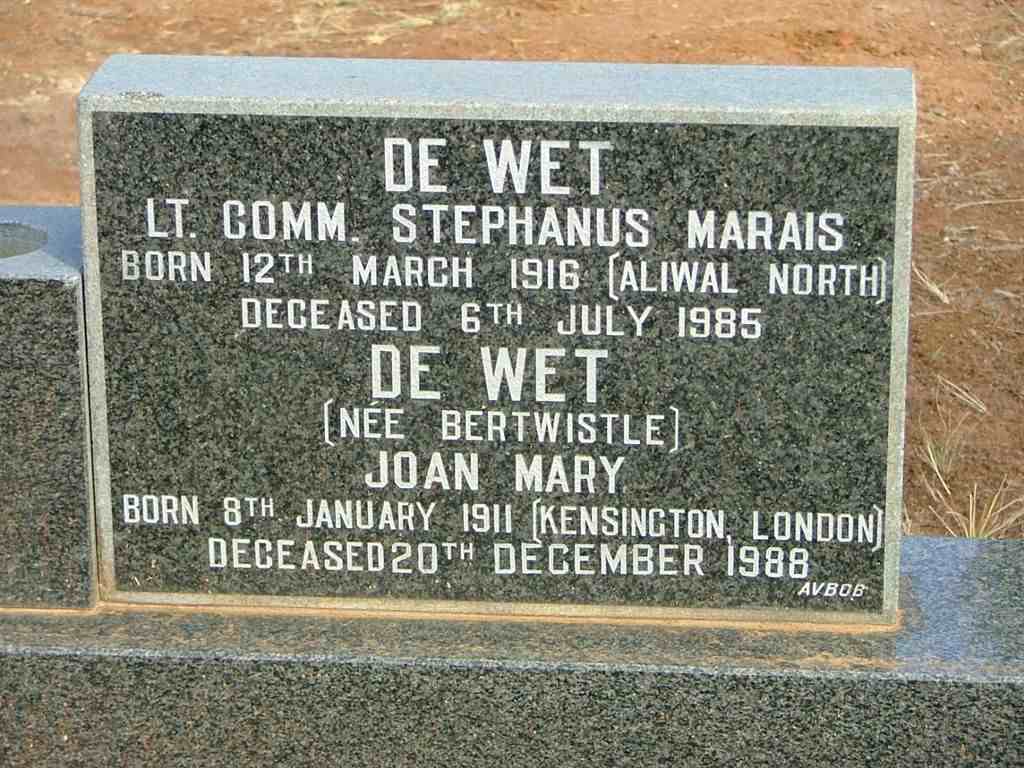 DE WET
LT. COMM. STEPHANUS MARAIS
BORN 12TH MARCH 1916 (ALIWAL NORTH)
DECEASED 6TH JULY 1985
DE WET
(NÉE BERTWISTLE)
JOAN MARY
BORN 8TH JANUARY 1911 (KENSINGTON, LONDON)
DECEASED 20TH DECEMBER 1988
AVBOB